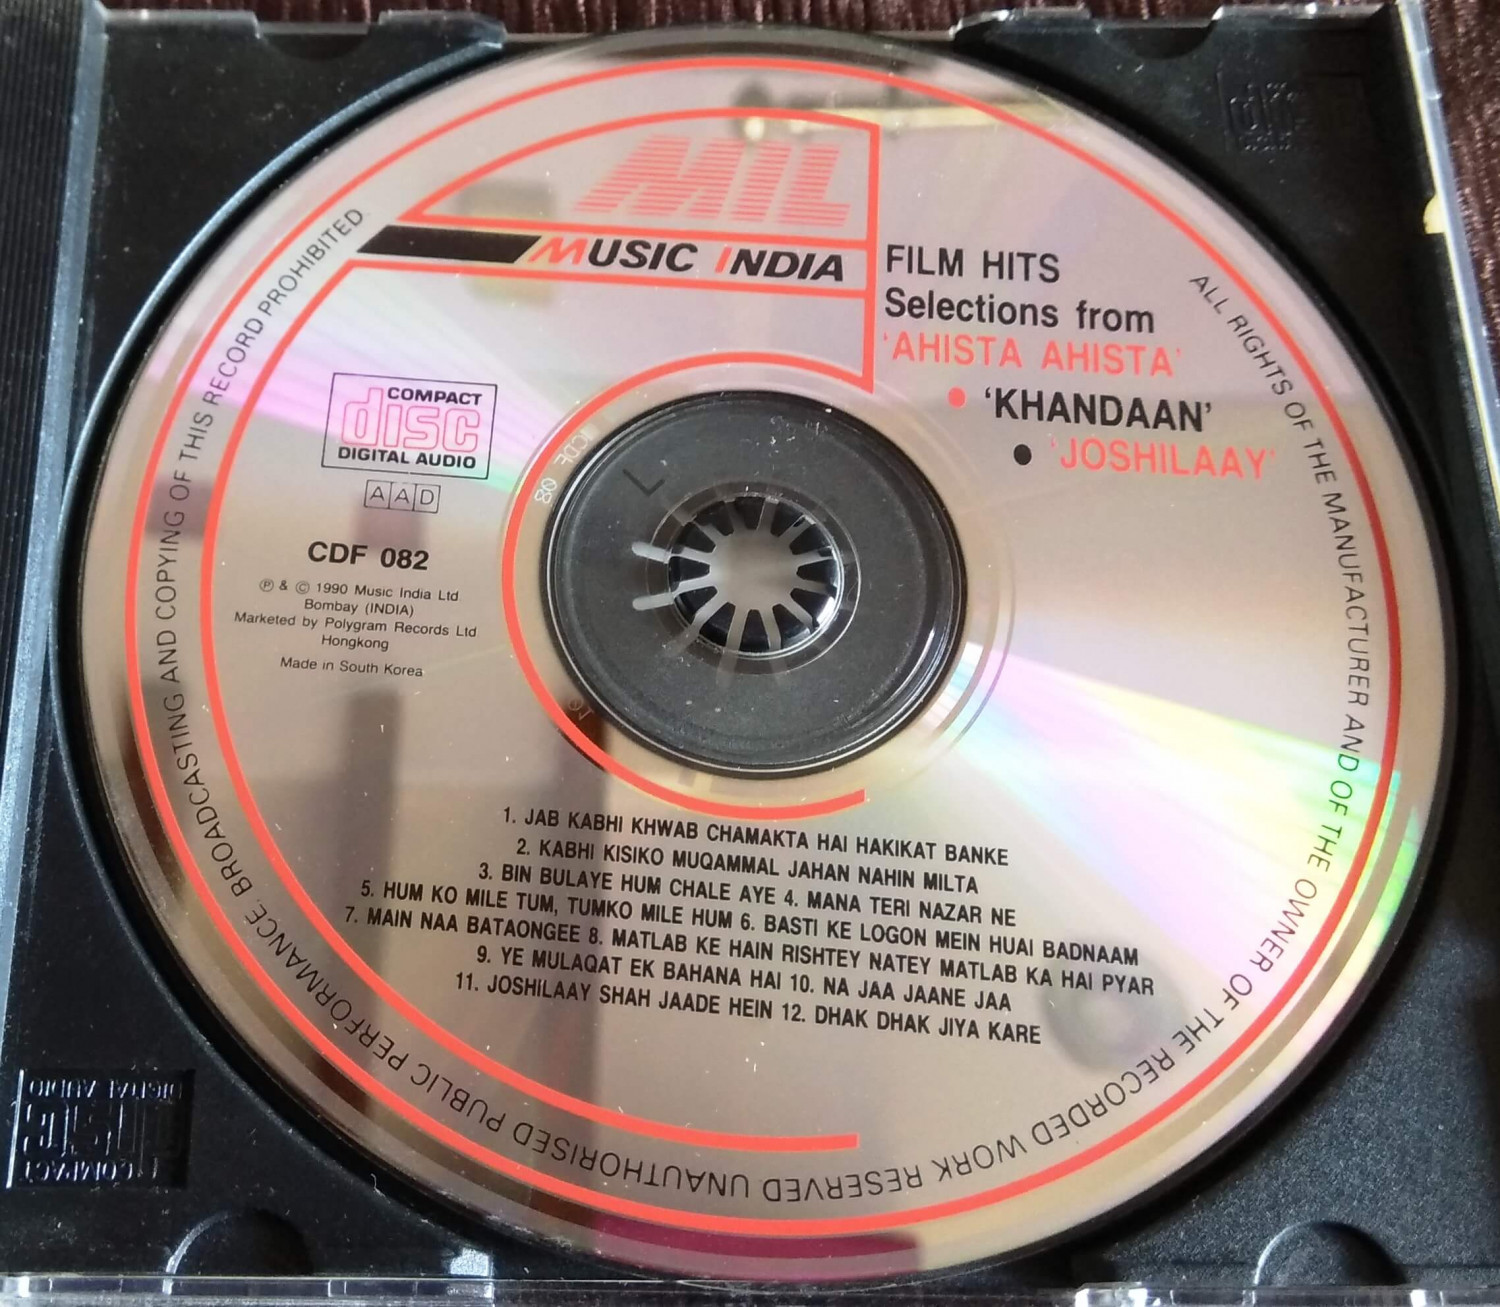 MIL
MUSIC INDIA
FILM HITS
Selections from
'AHISTA AHISTA'
• 'KHANDAAN'
• 'JOSHILAAY'
COMPACT
disc
DIGITAL AUDIO
AAD
CDF 082
℗ & © 1990 Music India Ltd.
Bombay (INDIA)
Marketed by Polygram Records Ltd.
Hongkong
Made in South Korea
1. JAB KABHI KHWAB CHAMAKTA HAI HAKIKAT BANKE
2. KABHI KISIKO MUQAMMAL JAHAN NAHIN MILTA
3. BIN BULAYE HUM CHALE AYE 4. MANA TERI NAZAR NE
5. HUM KO MILE TUM, TUMKO MILE HUM 6. BASTI KE LOGON MEIN HUAI BADNAAM
7. MAIN NAA BATAONGEE 8. MATLAB KE HAIN RISHTEY NATEY MATLAB KA HAI PYAR
9. YE MULAQAT EK BAHANA HAI 10. NA JAA JAANE JAA
11. JOSHILAAY SHAH JAADE HEIN 12. DHAK DHAK JIYA KARE
ALL RIGHTS OF THE MANUFACTURER AND OF THE OWNER OF THE RECORDED WORK RESERVED UNAUTHORISED PUBLIC PERFORMANCE, BROADCASTING AND COPYING OF THIS RECORD PROHIBITED.
COMPACT
disc
DIGITAL AUDIO